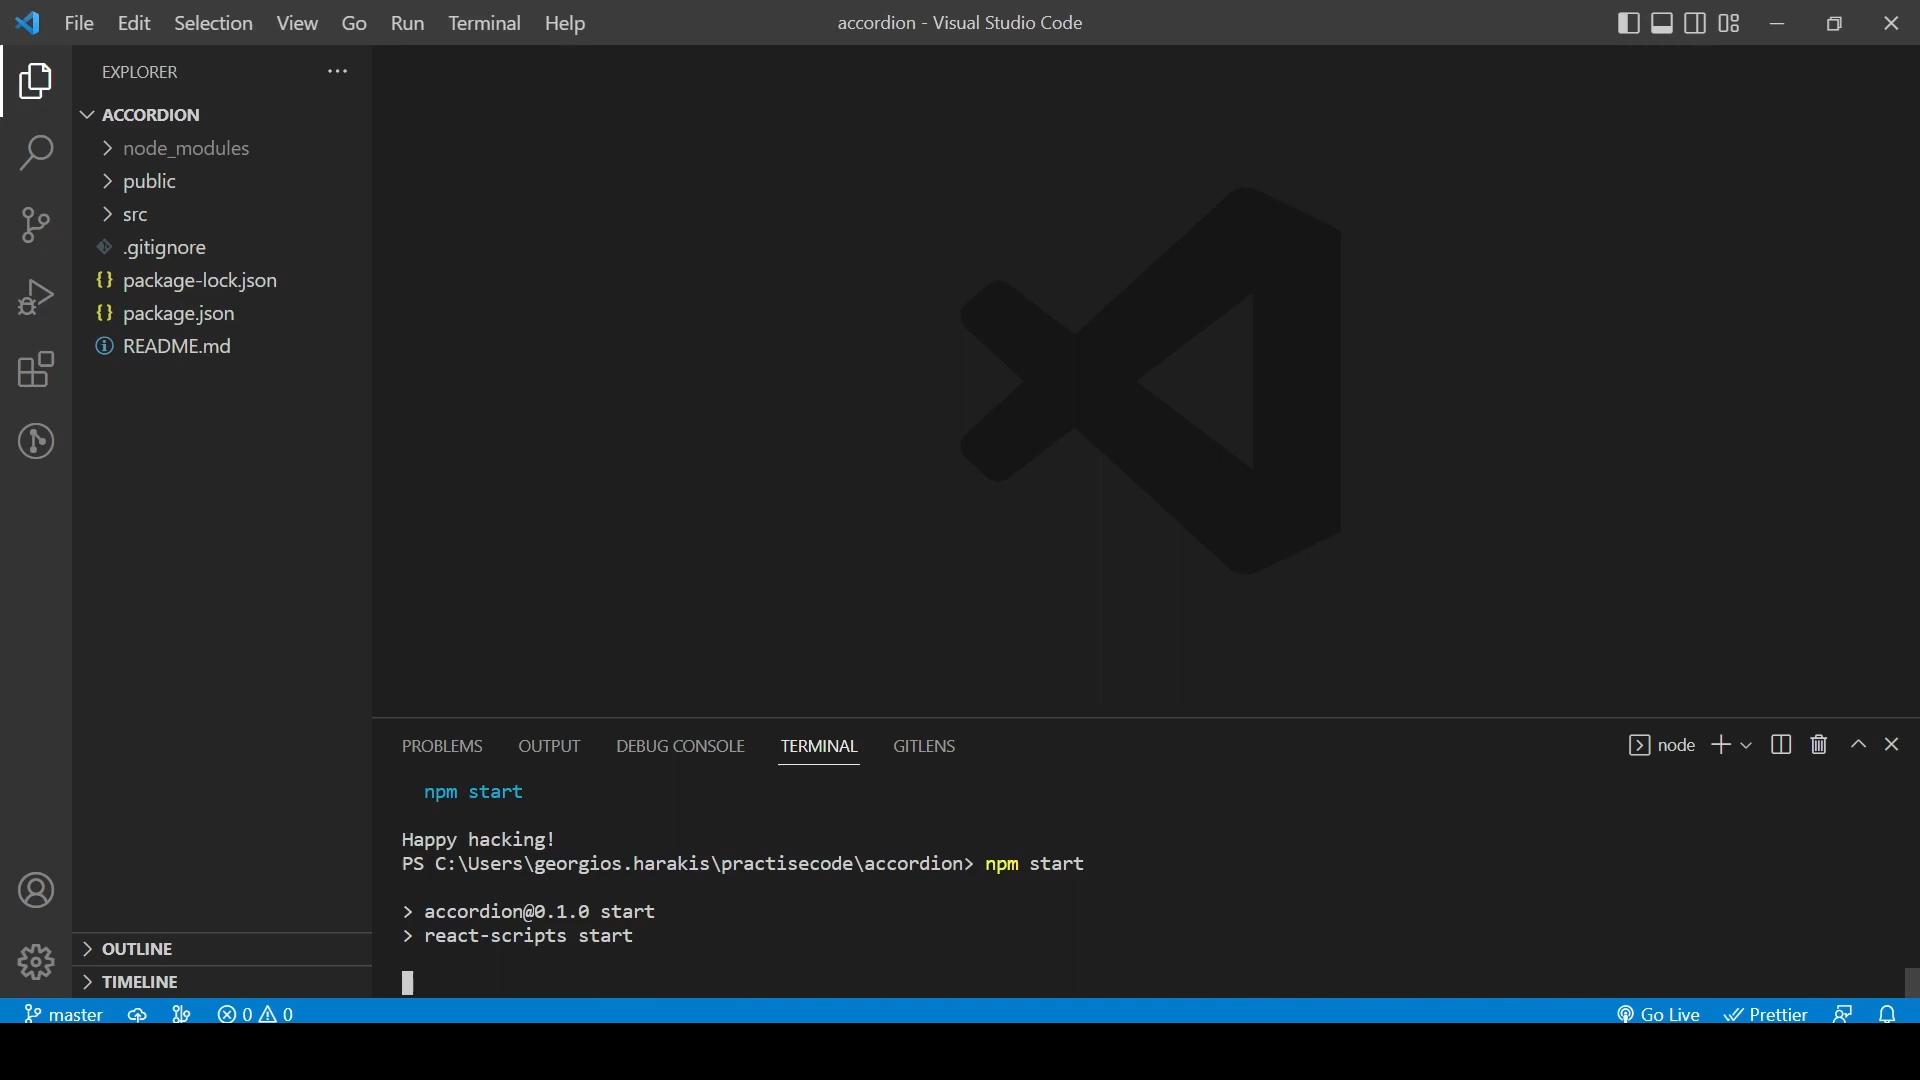 File Edit Selection View Go Run Terminal Help
accordion - Visual Studio Code
EXPLORER
ACCORDION
node_modules
public
src
.gitignore
package-lock.json
package.json
README.md
OUTLINE
TIMELINE
PROBLEMS OUTPUT DEBUG CONSOLE TERMINAL GITLENS
node
npm start
Happy hacking!
PS C:\Users\georgios.harakis\practisecode\accordion> npm start
> accordion@0.1.0 start
> react-scripts start
master 0 0
Go Live Prettier